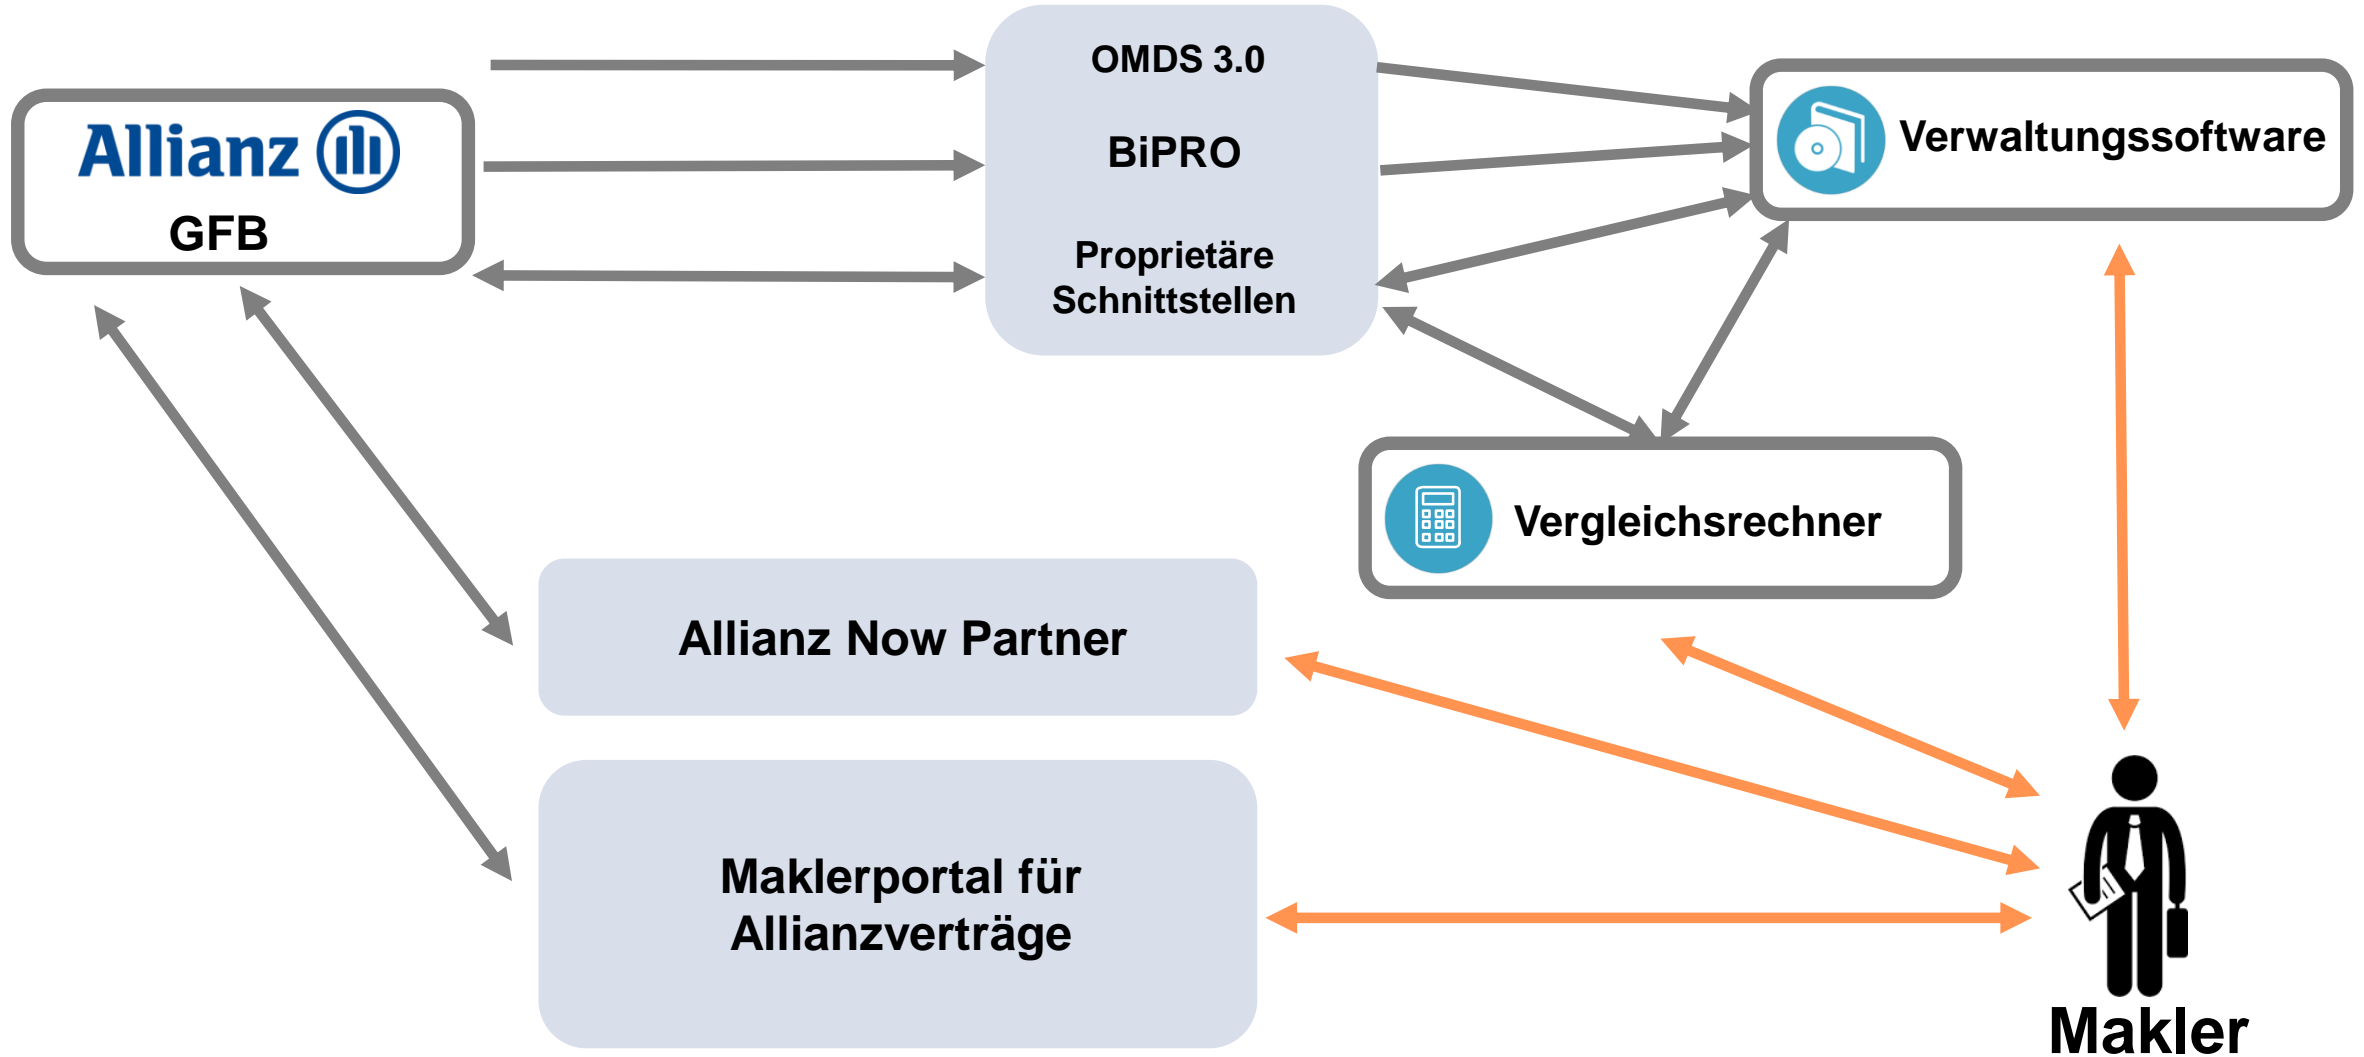 OMDS 3.0
BiPRO
Proprietäre
Schnittstellen
Allianz
GFB
Verwaltungssoftware
Vergleichsrechner
Allianz Now Partner
Maklerportal für
Allianzverträge
Makler